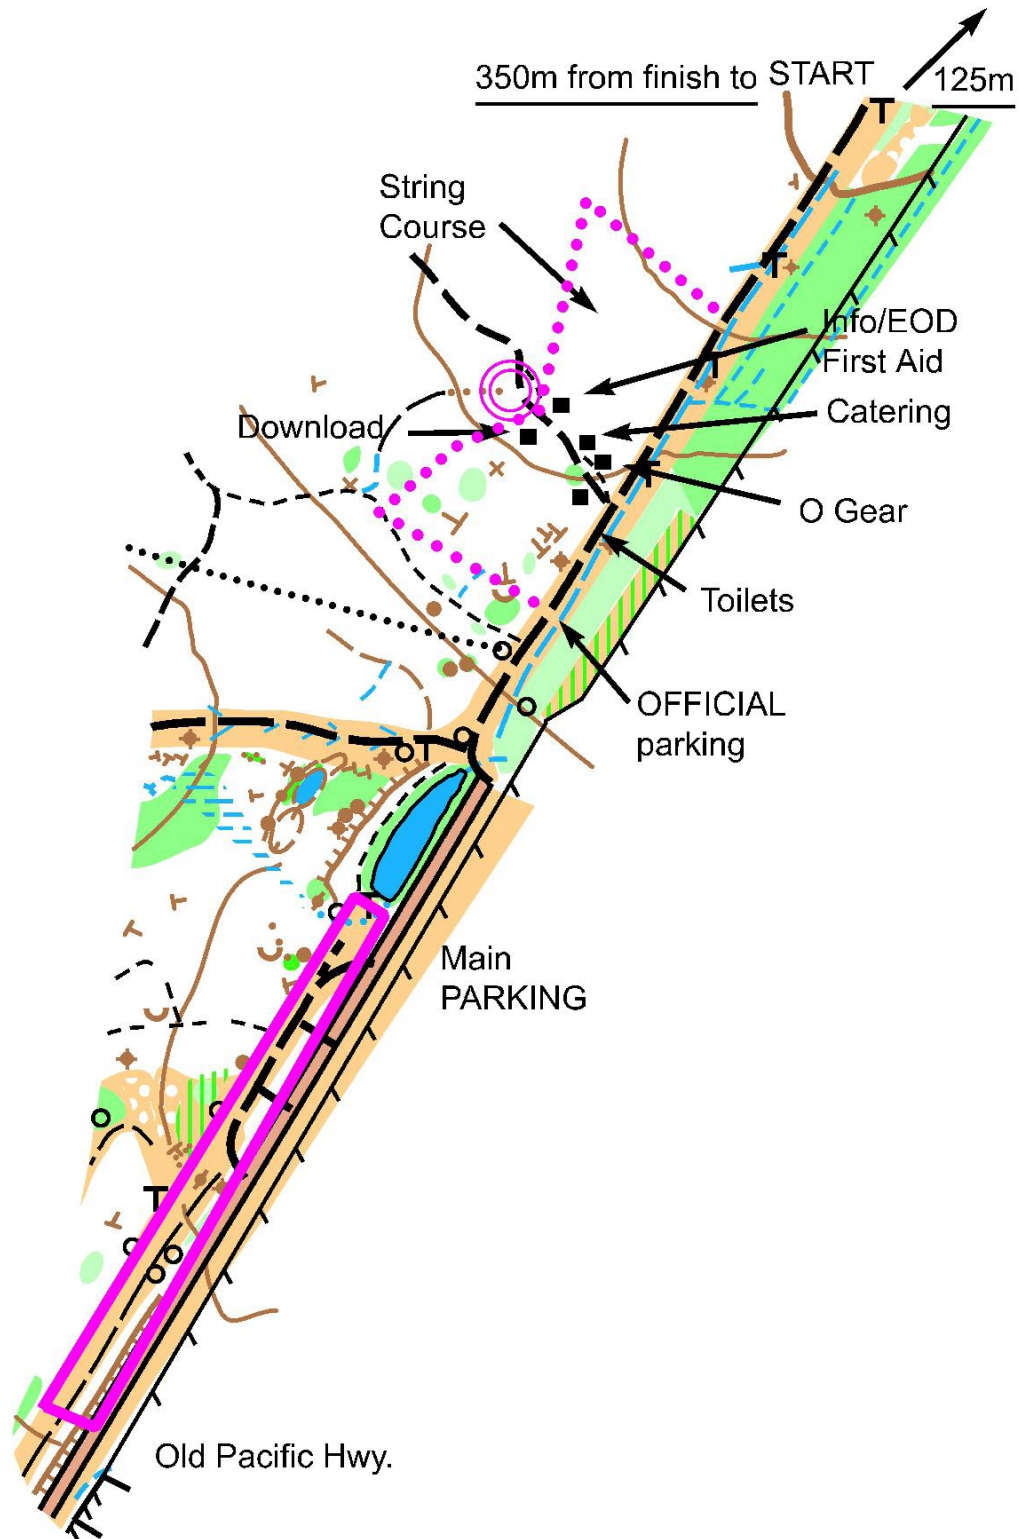 350m from finish to START
125m
String
Course
Info/EOD
First Aid
Download
Catering
O Gear
Toilets
OFFICIAL
parking
Main
PARKING
Old Pacific Hwy.